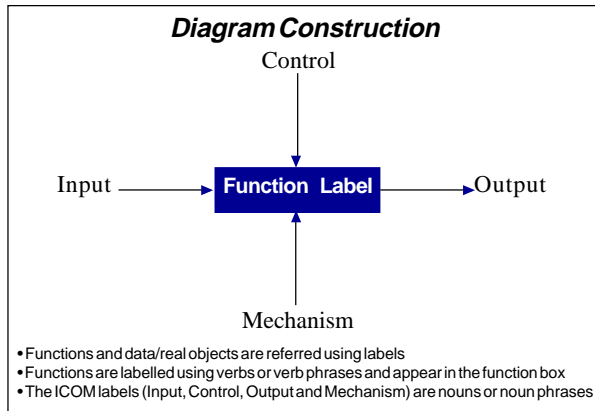 Diagram Construction
Control
Input
Function Label
Output
Mechanism
• Functions and data/real objects are referred using labels
• Functions are labelled using verbs or verb phrases and appear in the function box
• The ICOM labels (Input, Control, Output and Mechanism) are nouns or noun phrases